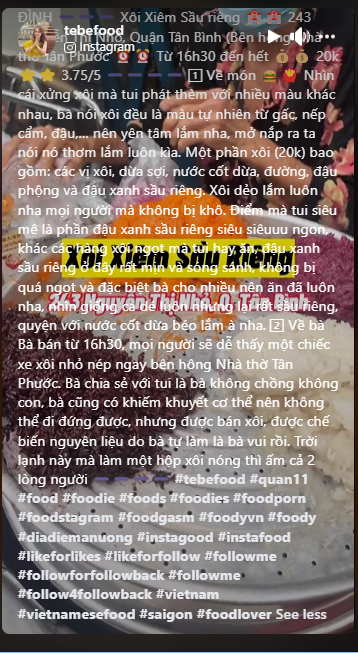 ĐỊNH Xôi Xiêm Sầu riêng 🏩 🏩 243
tebefood
Instagram
Thị Nhỏ, Quận Tân Bình (Bên hông
thờ Tân Phước ⏰ ⏰ Từ 16h30 đến hết 💰 💰 20k
⭐ ⭐ 3.75/5 1️⃣ Về món 🍔 🍟 Nhìn
cái xửng xôi mà tui phát thèm với nhiều màu khác
nhau, bà nói xôi đều là màu tự nhiên từ gấc, nếp
cẩm, đậu,... nên yên tâm lắm nha, mở nắp ra ta
nói nó thơm lắm luôn kìa. Một phần xôi (20k) bao
gồm: các vị xôi, dừa sợi, nước cốt dừa, đường, đậu
phộng và đậu xanh sầu riêng. Xôi dẻo lắm luôn
nha mọi người mà không bị khô. Điểm mà tui siêu
mê là phần đậu xanh sầu riêng siêu siêuuu ngon,
khác các hàng xôi ngọt mà tui hay ăn, đậu xanh
sầu riêng ở đây rất mịn và sóng sánh, không bị
Xôi Xiêm Sầu Riêng
quá ngọt và đặc biệt bà cho nhiều nên ăn đã luôn
nha, nhìn giống cà dê luôn nhưng lại rất sầu riêng,
243 Nguyễn Thị Nhỏ, Q. Tân Bình
quyện với nước cốt dừa béo lắm à nha. 2️⃣ Về bà
Bà bán từ 16h30, mọi người sẽ dễ thấy một chiếc
xe xôi nhỏ nép ngay bên hông Nhà thờ Tân
Phước. Bà chia sẻ với tui là bà không chồng không
con, bà cũng có khiếm khuyết cơ thể nên không
thể đi đứng được, nhưng được bán xôi, được chế
biến nguyên liệu do bà tự làm là bà vui rồi. Trời
lạnh này mà làm một hộp xôi nóng thì ấm cả 2
lòng người #tebefood #quan11
#food #foodie #foods #foodies #foodporn
#foodstagram #foodgasm #foodyvn #foody
#diadiemanuong #instagood #instafood
#likeforlikes #likeforfollow #followme
#followforfollowback #followme
#follow4followback #vietnam
#vietnamesefood #saigon #foodlover See less